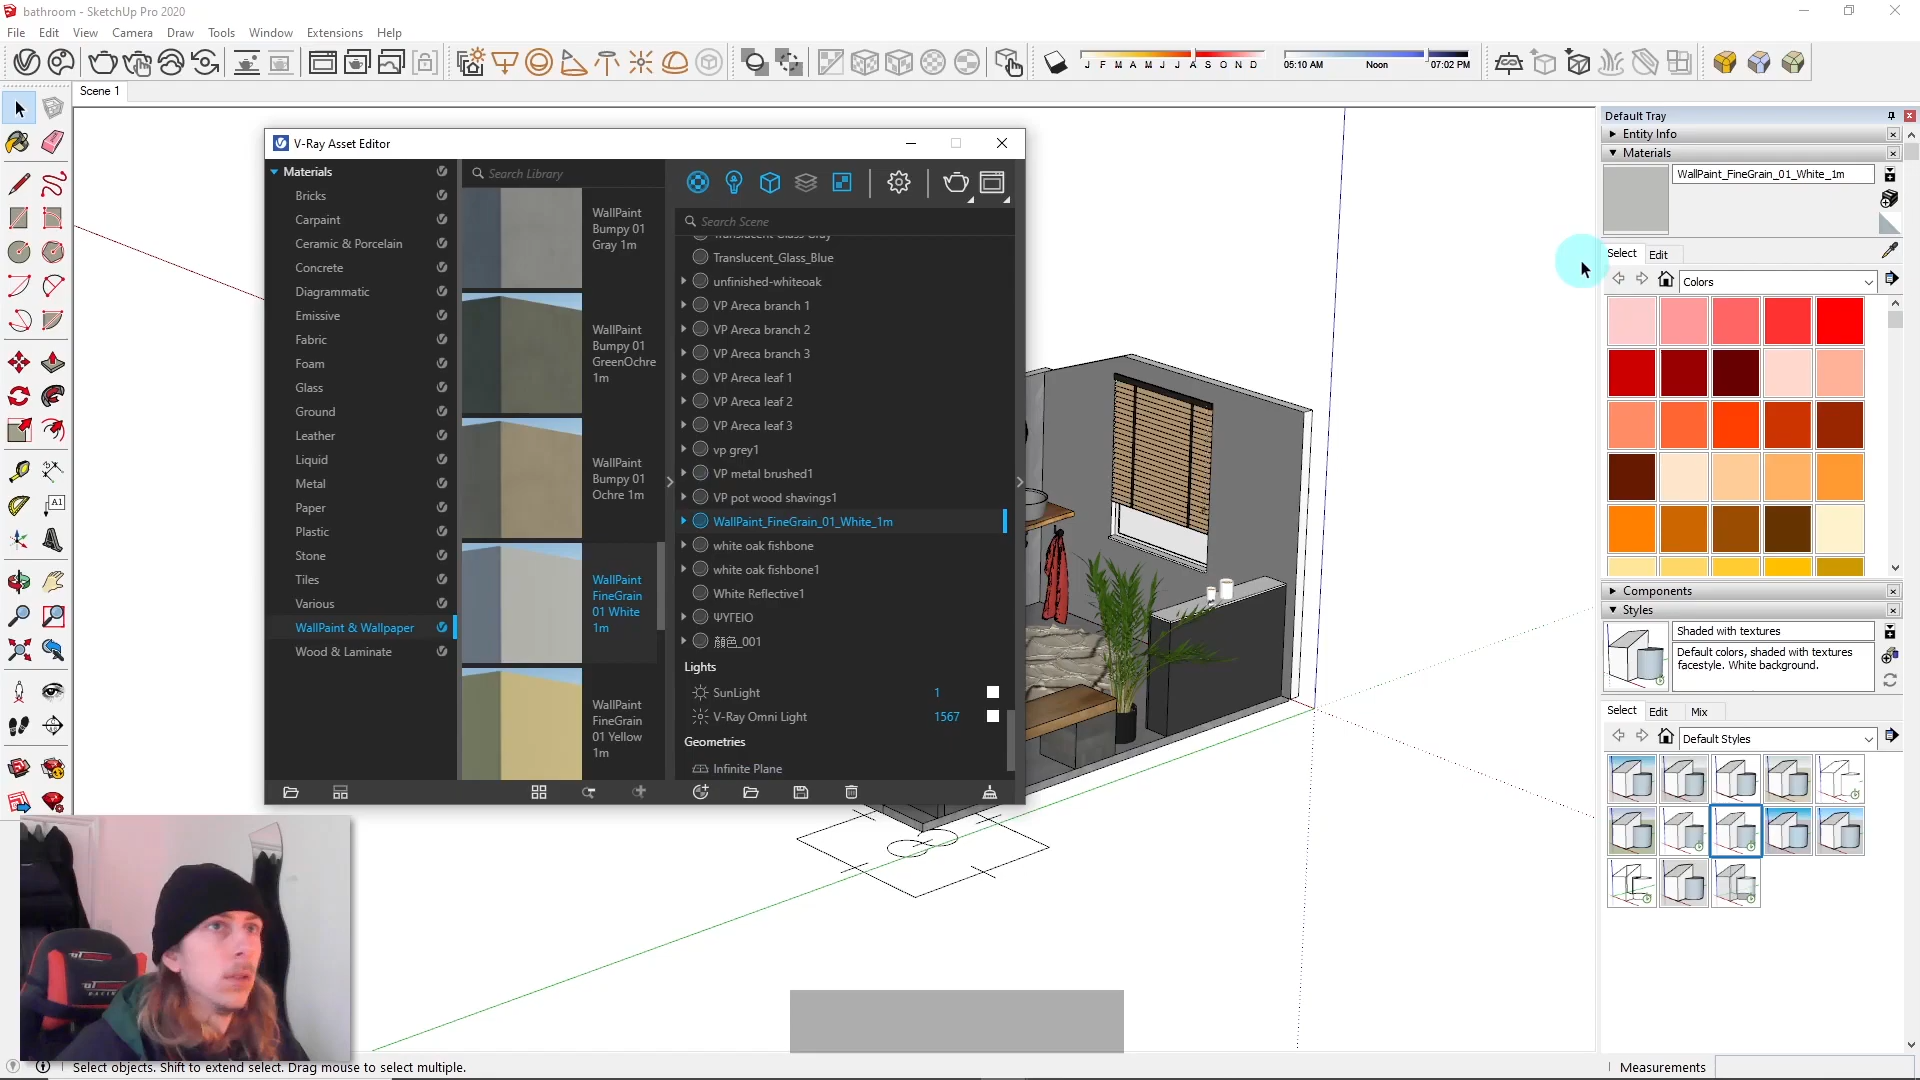 bathroom - SketchUp Pro 2020
File Edit View Camera Draw Tools Window Extensions Help
J F M A M J J A S O N D
05:10 AM Noon 07:02 PM
Scene 1
V-Ray Asset Editor
Materials
Bricks
Carpaint
Ceramic & Porcelain
Concrete
Diagrammatic
Emissive
Fabric
Foam
Glass
Ground
Leather
Liquid
Metal
Paper
Plastic
Stone
Tiles
Various
WallPaint & Wallpaper
Wood & Laminate
Search Library
WallPaint
Bumpy 01
Gray 1m
WallPaint
Bumpy 01
GreenOchre
1m
WallPaint
Bumpy 01
Ochre 1m
WallPaint
FineGrain
01 White
1m
WallPaint
FineGrain
01 Yellow
1m
Search Scene
Translucent_Glass_Blue
unfinished-whiteoak
VP Areca branch 1
VP Areca branch 2
VP Areca branch 3
VP Areca leaf 1
VP Areca leaf 2
VP Areca leaf 3
vp grey1
VP metal brushed1
VP pot wood shavings1
WallPaint_FineGrain_01_White_1m
white oak fishbone
white oak fishbone1
White Reflective1
ΨΥΓΕΙΟ
顏色_001
Lights
SunLight 1
V-Ray Omni Light 1567
Geometries
Infinite Plane
Default Tray
Entity Info
Materials
WallPaint_FineGrain_01_White_1m
Select Edit
Colors
Components
Styles
Shaded with textures
Default colors, shaded with textures
facestyle. White background.
Select Edit Mix
Default Styles
A1
Select objects. Shift to extend select. Drag mouse to select multiple.
Measurements